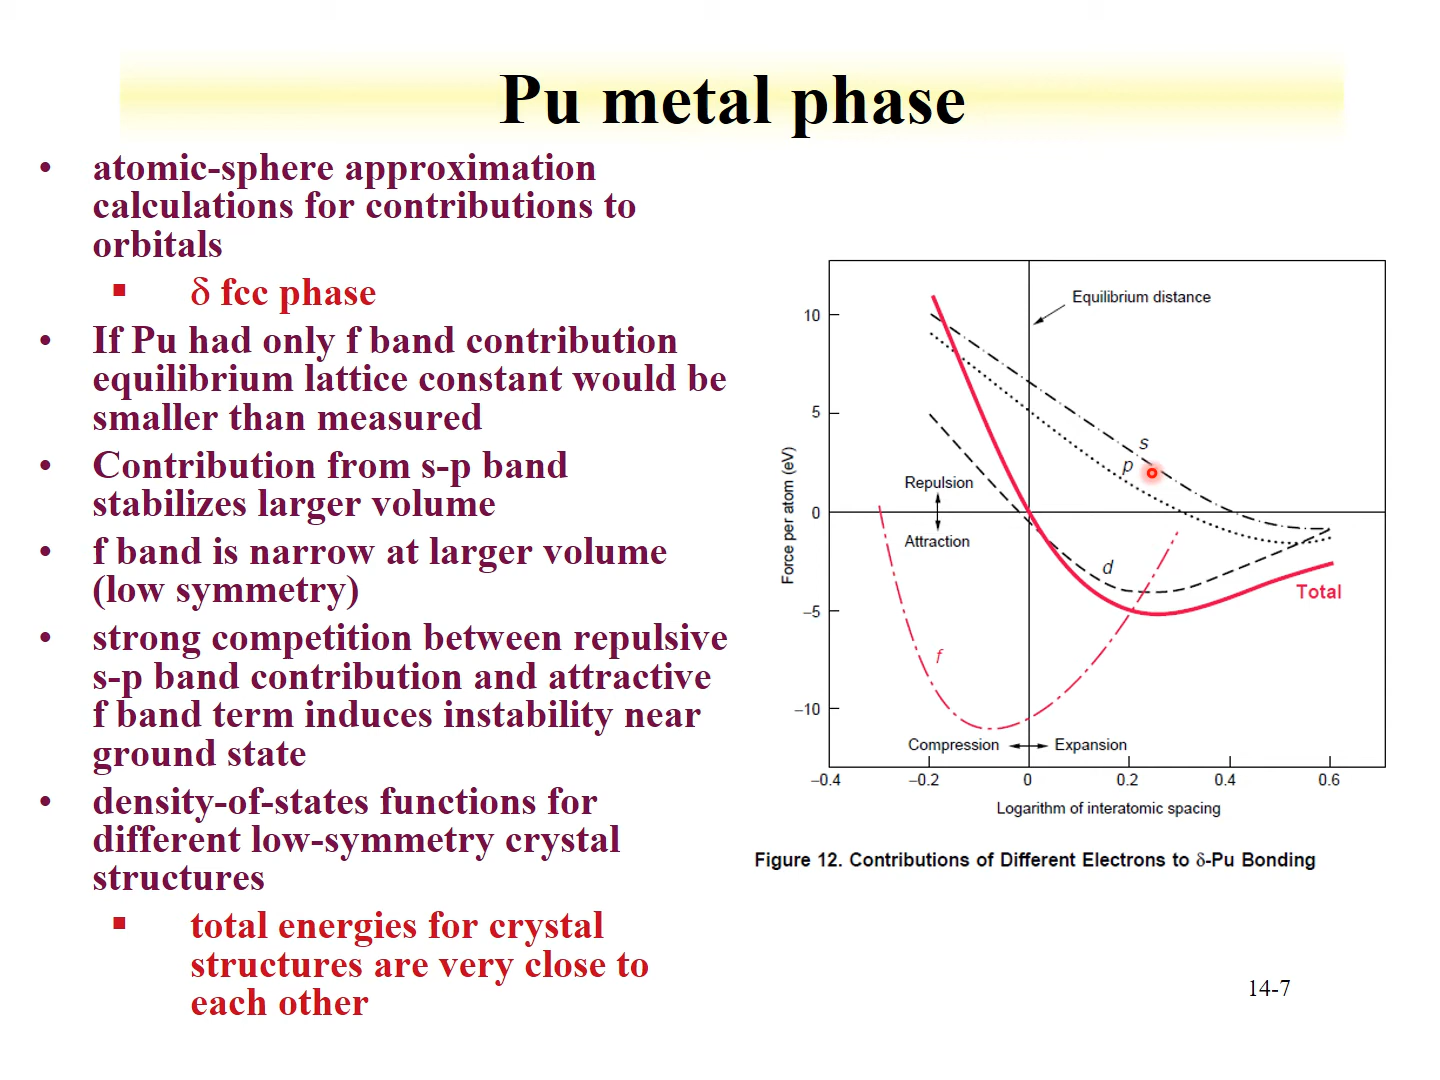 Pu metal phase
• atomic-sphere approximation
calculations for contributions to
orbitals
▪ δ fcc phase
• If Pu had only f band contribution
equilibrium lattice constant would be
smaller than measured
• Contribution from s-p band
stabilizes larger volume
• f band is narrow at larger volume
(low symmetry)
• strong competition between repulsive
s-p band contribution and attractive
f band term induces instability near
ground state
• density-of-states functions for
different low-symmetry crystal
structures
▪ total energies for crystal
structures are very close to
each other
Equilibrium distance
10
5
0
−5
−10
Force per atom (eV)
s
p
Repulsion
Attraction
d
Total
f
Compression
Expansion
−0.4
−0.2
0
0.2
0.4
0.6
Logarithm of interatomic spacing
Figure 12. Contributions of Different Electrons to δ-Pu Bonding
14-7